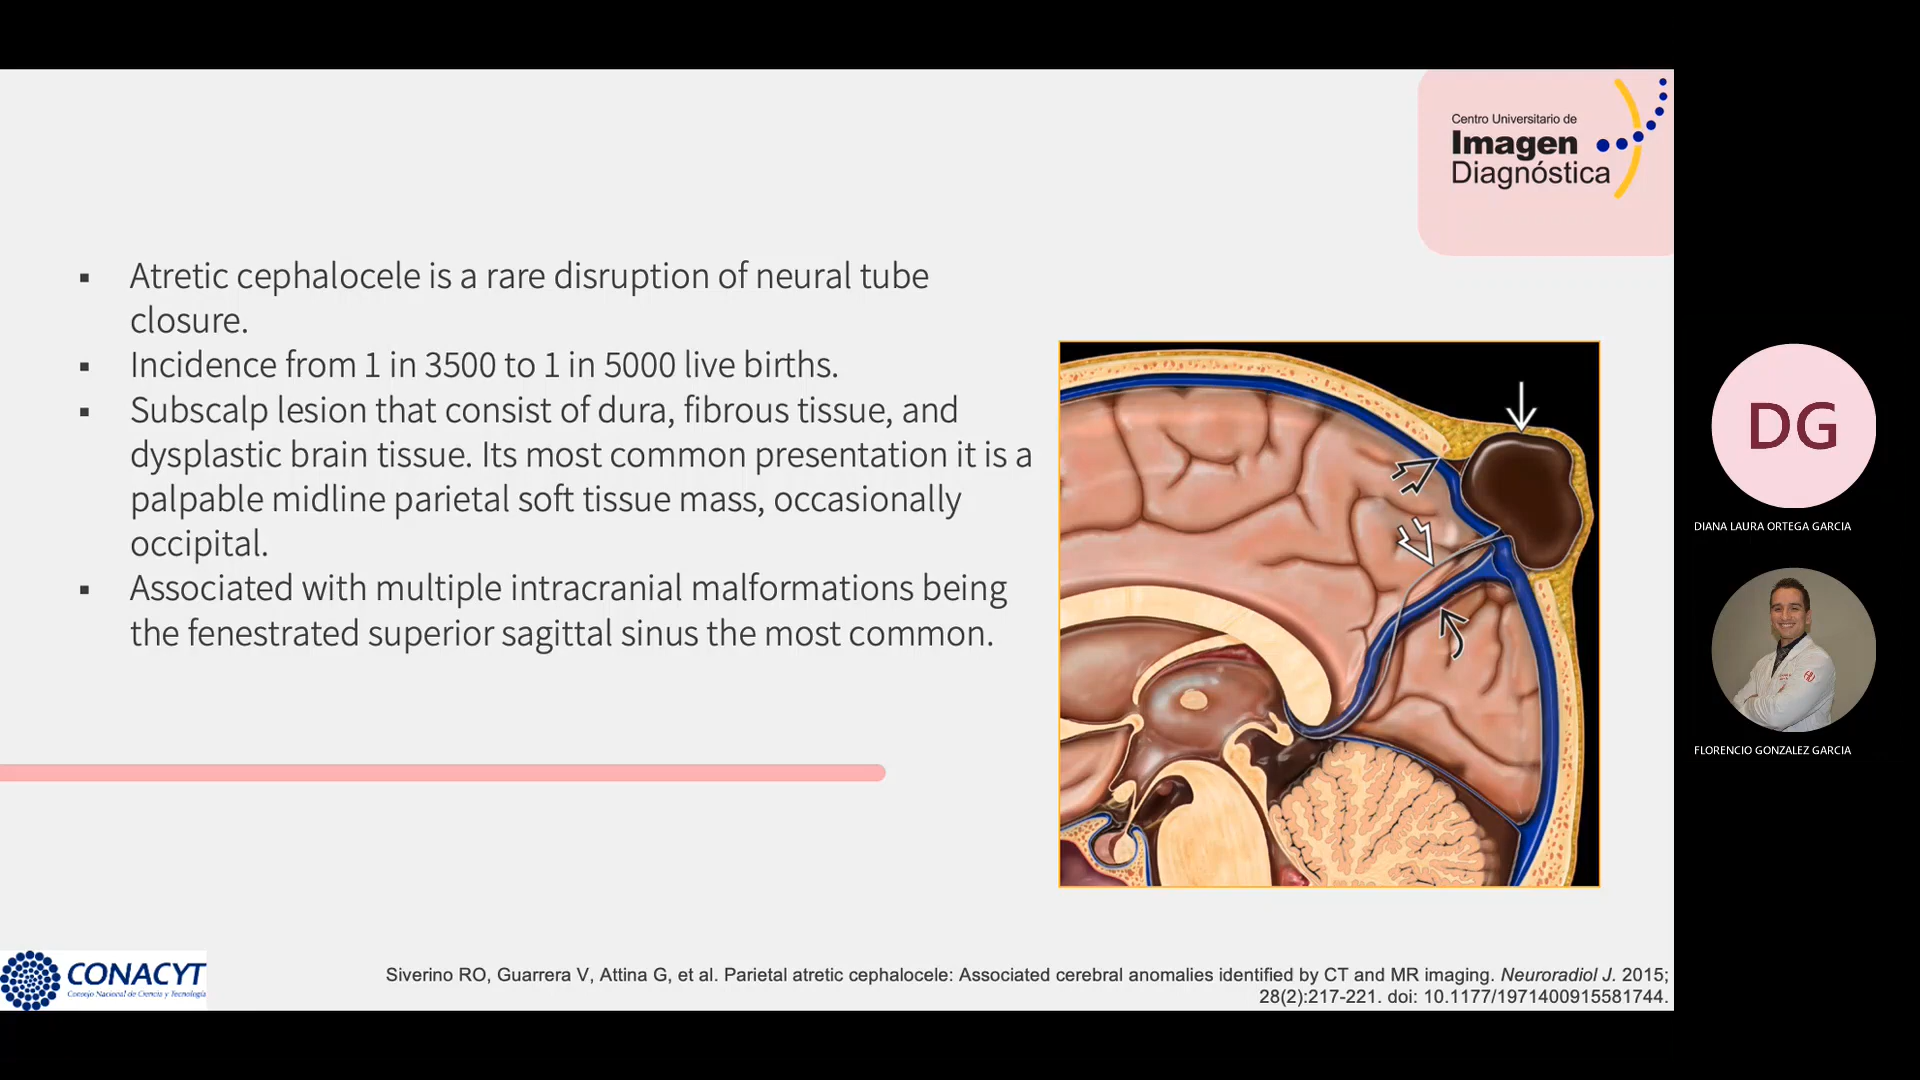 Centro Universitario de
Imagen
Diagnóstica
▪ Atretic cephalocele is a rare disruption of neural tube
closure.
▪ Incidence from 1 in 3500 to 1 in 5000 live births.
▪ Subscalp lesion that consist of dura, fibrous tissue, and
dysplastic brain tissue. Its most common presentation it is a
palpable midline parietal soft tissue mass, occasionally
occipital.
▪ Associated with multiple intracranial malformations being
the fenestrated superior sagittal sinus the most common.
DG
DIANA LAURA ORTEGA GARCIA
FLORENCIO GONZALEZ GARCIA
CONACYT
Consejo Nacional de Ciencia y Tecnología
Siverino RO, Guarrera V, Attina G, et al. Parietal atretic cephalocele: Associated cerebral anomalies identified by CT and MR imaging. Neuroradiol J. 2015;
28(2):217-221. doi: 10.1177/1971400915581744.